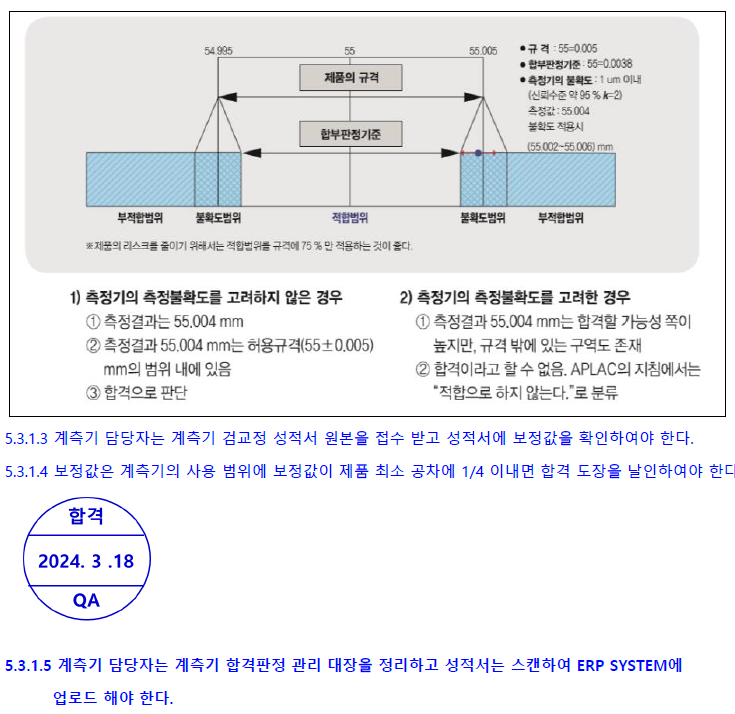 54.995 55 55.005
● 규 격 : 55=0.005
● 합부판정기준 : 55=0.0038
● 측정기의 불확도 : 1 um 이내
(신뢰수준 약 95 % k=2)
측정값 : 55.004
불확도 적용시
(55.002~55.006) mm
제품의 규격
합부판정기준
부적합범위 불확도범위 적합범위 불확도범위 부적합범위
※ 제품의 리스크를 줄이기 위해서는 적합범위를 규격에 75 % 만 적용하는 것이 좋다.
1) 측정기의 측정불확도를 고려하지 않은 경우
① 측정결과는 55.004 mm
② 측정결과 55.004 mm는 허용규격(55±0.005)
mm의 범위 내에 있음
③ 합격으로 판단
2) 측정기의 측정불확도를 고려한 경우
① 측정결과 55.004 mm는 합격할 가능성 쪽이
높지만, 규격 밖에 있는 구역도 존재
② 합격이라고 할 수 없음. APLAC의 지침에서는
“적합으로 하지 않는다.”로 분류
5.3.1.3 계측기 담당자는 계측기 검교정 성적서 원본을 접수 받고 성적서에 보정값을 확인하여야 한다.
5.3.1.4 보정값은 계측기의 사용 범위에 보정값이 제품 최소 공차에 1/4 이내면 합격 도장을 날인하여야 한다
합격
2024. 3 .18
QA
5.3.1.5 계측기 담당자는 계측기 합격판정 관리 대장을 정리하고 성적서는 스캔하여 ERP SYSTEM에
업로드 해야 한다.